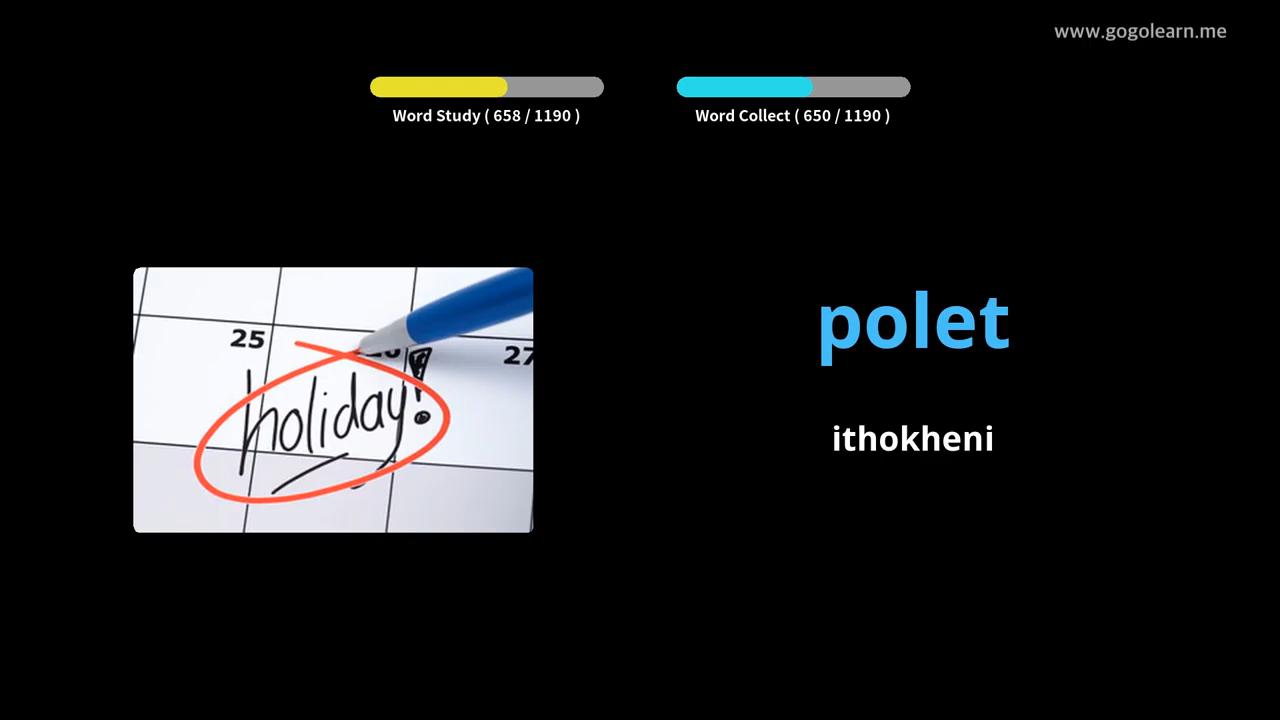 www.gogolearn.me
Word Study ( 658 / 1190 )
Word Collect ( 650 / 1190 )
25
27
holiday!
polet
ithokheni